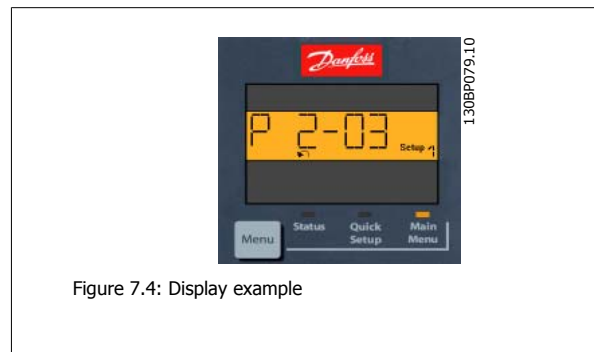 Danfoss
130BP079.10
P 2-03
Setup 1
Menu
Status
Quick Setup
Main Menu
Figure 7.4: Display example